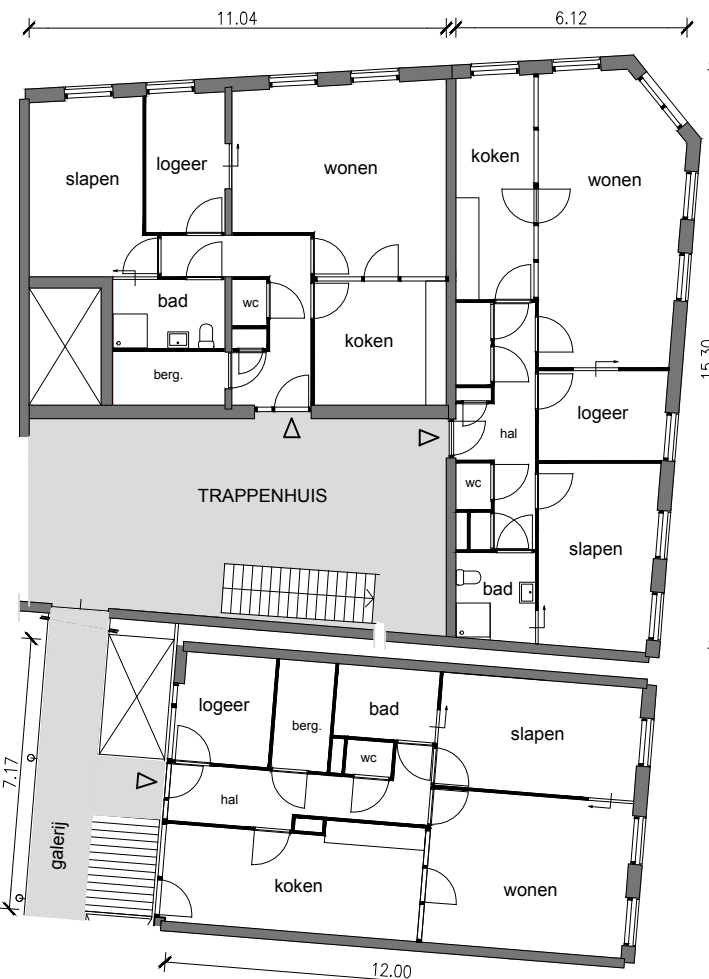 11.04
6.12
koken
logeer
wonen
slapen
wonen
15.30
bad
wc
koken
berg.
logeer
hal
wc
TRAPPENHUIS
slapen
bad
logeer
berg.
bad
slapen
wc
7.17
hal
galerij
koken
wonen
12.00